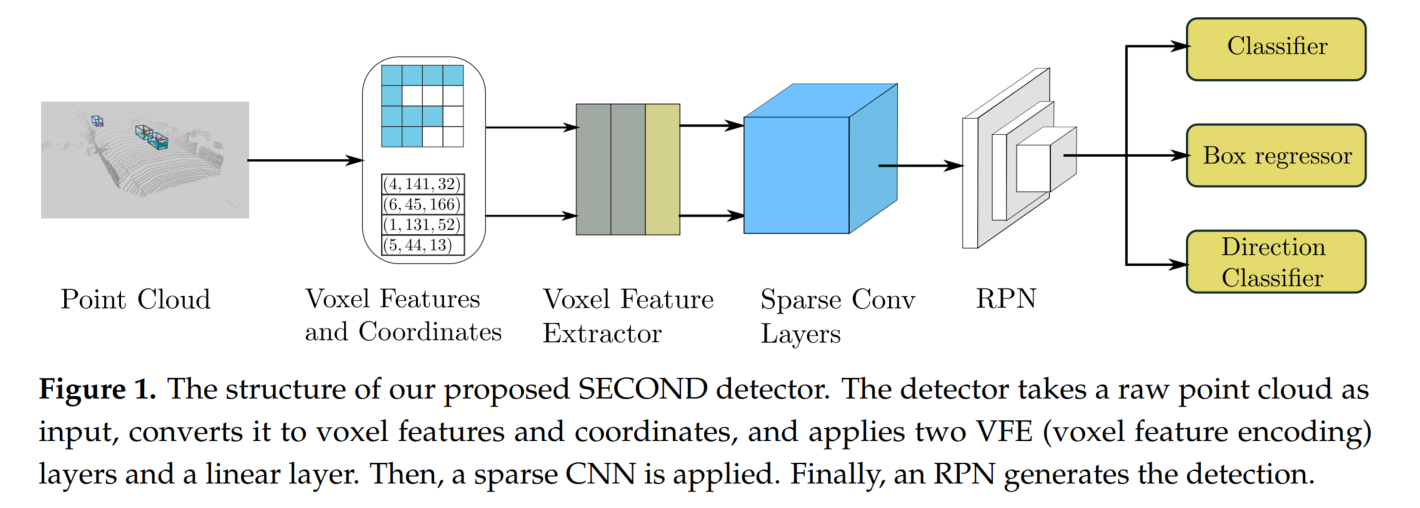 Classifier
(4, 141, 32)
(6, 45, 166)
(1, 131, 52)
(5, 44, 13)
Box regressor
Direction
Classifier
Point Cloud
Voxel Features
and Coordinates
Voxel Feature
Extractor
Sparse Conv
Layers
RPN
Figure 1. The structure of our proposed SECOND detector. The detector takes a raw point cloud as
input, converts it to voxel features and coordinates, and applies two VFE (voxel feature encoding)
layers and a linear layer. Then, a sparse CNN is applied. Finally, an RPN generates the detection.